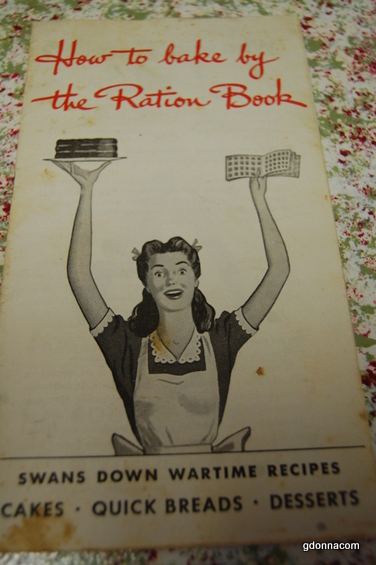 How to bake by
the Ration Book
SWANS DOWN WARTIME RECIPES
CAKES · QUICK BREADS · DESSERTS
gdonnacom